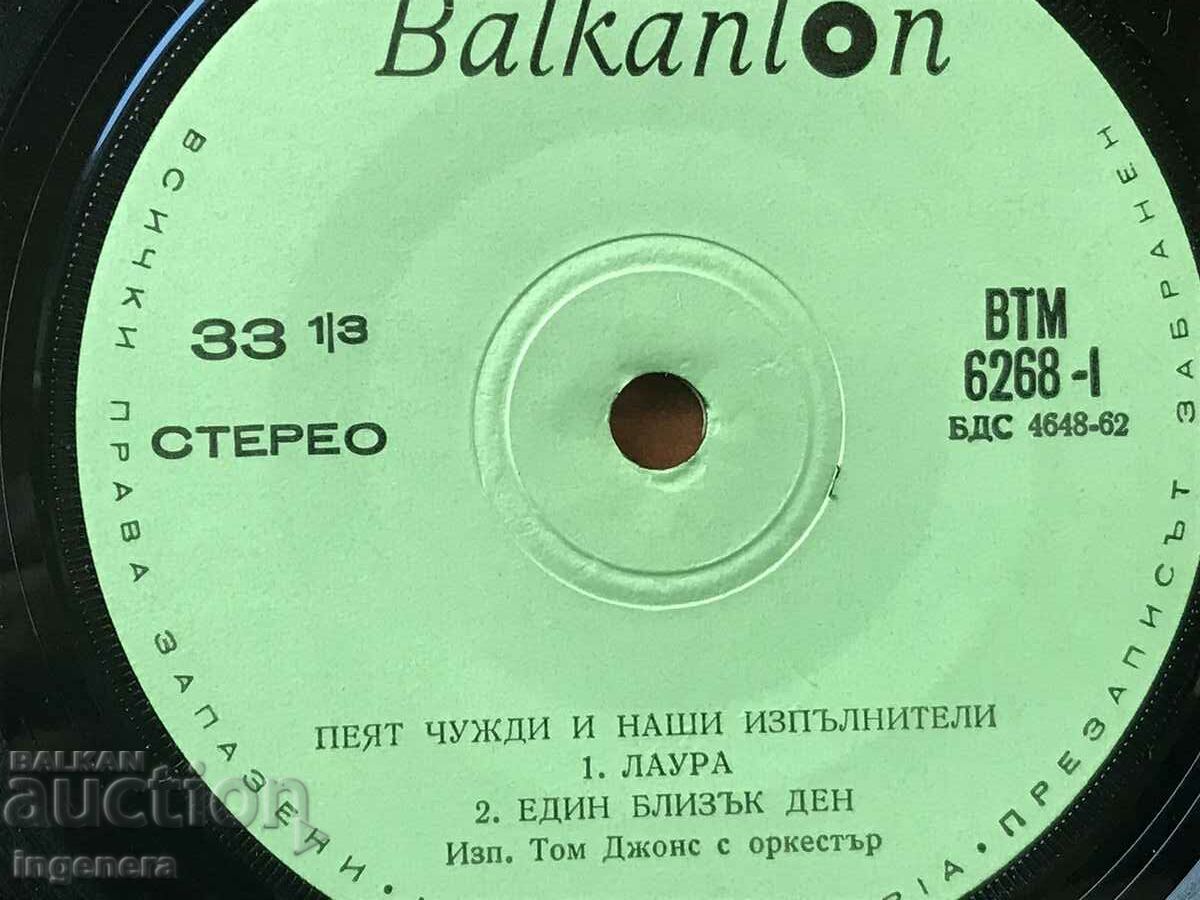 Balkanton
ВСИЧКИ ПРАВА ЗАПАЗЕНИ •
33 1/3
СТЕРЕО
ВТМ
6268-I
БДС 4648-62
ПЕЯТ ЧУЖДИ И НАШИ ИЗПЪЛНИТЕЛИ
1. ЛАУРА
2. ЕДИН БЛИЗЪК ДЕН
Изп. Том Джонс с оркестър
• ПРЕЗАПИСЪТ ЗАБРАНЕН
BALKAN
auction
ingenera